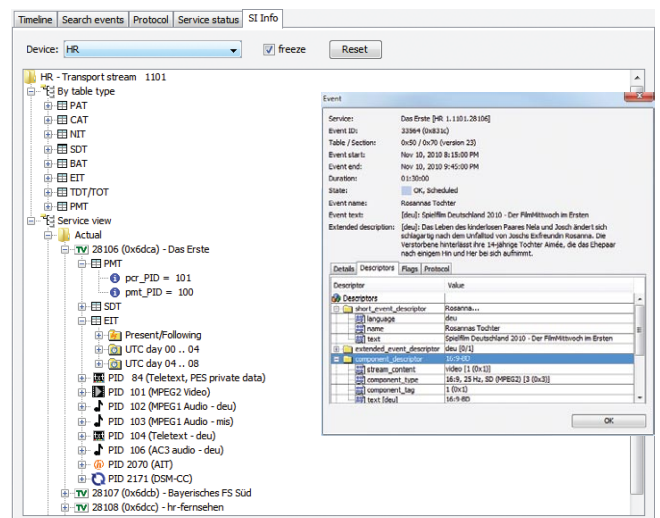 Timeline Search events Protocol Service status SI Info
Device: HR freeze Reset
HR - Transport stream 1101
By table type
PAT
CAT
NIT
SDT
BAT
EIT
TDT/TOT
PMT
Service view
Actual
28106 (0x6dca) - Das Erste
PMT
pcr_PID = 101
pmt_PID = 100
SDT
EIT
Present/Following
UTC day 00 .. 04
UTC day 04 .. 08
PID 84 (Teletext, PES private data)
PID 101 (MPEG2 Video)
PID 102 (MPEG1 Audio - deu)
PID 103 (MPEG1 Audio - mis)
PID 104 (Teletext - deu)
PID 106 (AC3 audio - deu)
PID 2070 (AIT)
PID 2171 (DSM-CC)
TV 28107 (0x6dcb) - Bayerisches FS Süd
TV 28108 (0x6dcc) - hr-fernsehen
Event
Service: Das Erste [HR 1.1101.28106]
Event ID: 33564 (0x831c)
Table / Section: 0x50 / 0x70 (version 23)
Event start: Nov 10, 2010 8:15:00 PM
Event end: Nov 10, 2010 9:45:00 PM
Duration: 01:30:00
State: OK, Scheduled
Event name: Rosannas Tochter
Event text: [deu]: Spielfilm Deutschland 2010 - Der FilmMittwoch im Ersten
Extended description: [deu]: Das Leben des kinderlosen Paares Nela und Josch ändert sich
schlagartig nach dem Unfalltod von Joschs Exfreundin Rosanna. Die
Verstorbene hinterlässt ihre 14-jährige Tochter Aimée, die das Ehepaar
nach einigem Hin und Her bei sich aufnimmt.
Details Descriptors Flags Protocol
Descriptor Value
Descriptors
short_event_descriptor Rosanna...
language deu
name Rosannas Tochter
text Spielfilm Deutschland 2010 - Der FilmMittwoch im Ersten
extended_event_descriptor deu [0/1]
component_descriptor 16:9-BD
stream_content video [1 (0x1)]
component_type 16:9, 25 Hz, SD (MPEG2) [3 (0x3)]
component_tag 1 (0x1)
text [deu] 16:9-BD
OK